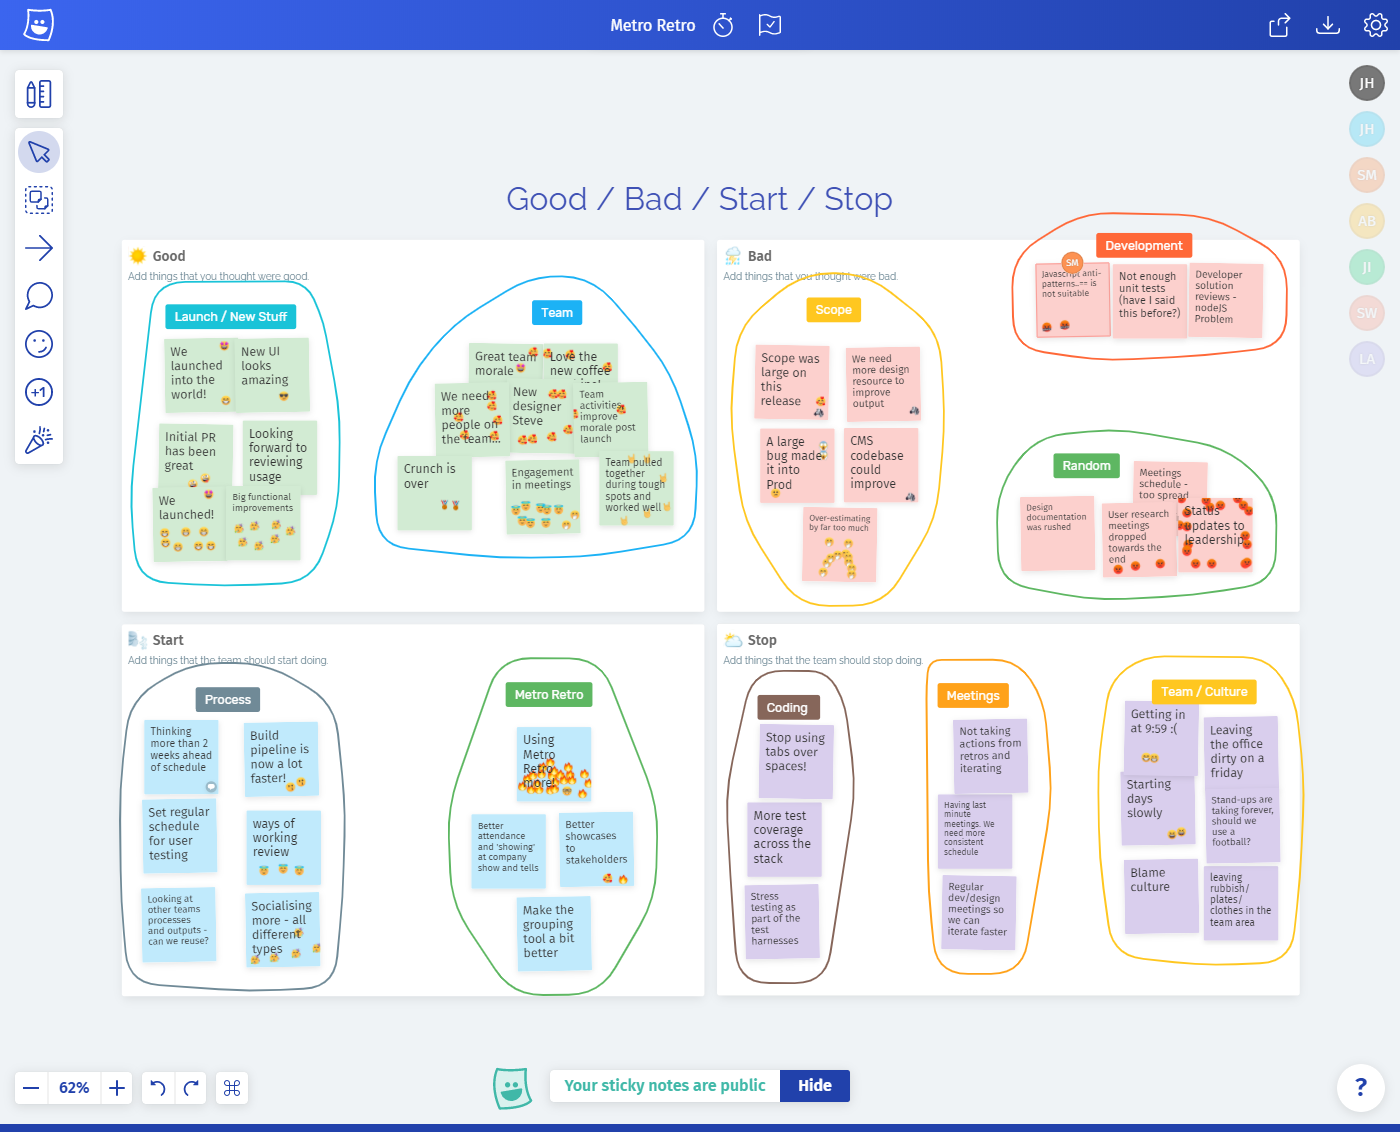 Metro Retro
JH
JH
SM
AB
JI
SW
LA
+1
Good / Bad / Start / Stop
Good
Add things that you thought were good.
Launch / New Stuff
We
launched
into the
world!
New UI
looks
amazing
Initial PR
has been
great
Looking
forward to
reviewing
usage
We
launched!
Big functional
improvements
Team
Great team
morale
Love the
new coffee
We need
more
people on
the team...
New
designer
Steve
Team
activities
improve
morale post
launch
Crunch is
over
Engagement
in meetings
Team pulled
together
during tough
spots and
worked well
Bad
Add things that you thought were bad.
Scope
Scope was
large on
this
release
We need
more design
resource to
improve
output
A large
bug made
it into
Prod
CMS
codebase
could
improve
Over-estimating
by far too much
Development
SM
Javascript anti-
patterns..== is
not suitable
Not enough
unit tests
(have I said
this before?)
Developer
solution
reviews -
nodeJS
Problem
Random
Meetings
schedule -
too spread
Design
documentation
was rushed
User research
meetings
dropped
towards the
end
Status
updates to
leadership
Start
Add things that the team should start doing.
Process
Thinking
more than 2
weeks ahead
of schedule
Build
pipeline is
now a lot
faster!
Set regular
schedule
for user
testing
ways of
working
review
Looking at
other teams
processes
and outputs -
can we reuse?
Socialising
more - all
different
types
Metro Retro
Using
Metro
Retro
more!
Better
attendance
and 'showing'
at company
show and tells
Better
showcases
to
stakeholders
Make the
grouping
tool a bit
better
Stop
Add things that the team should stop doing.
Coding
Stop using
tabs over
spaces!
More test
coverage
across the
stack
Stress
testing as
part of the
test
harnesses
Meetings
Not taking
actions from
retros and
iterating
Having last
minute
meetings. We
need more
consistent
schedule
Regular
dev/design
meetings so
we can
iterate faster
Team / Culture
Getting in
at 9:59 :(
Leaving
the office
dirty on a
friday
Starting
days
slowly
Stand-ups are
taking forever,
should we
use a
football?
Blame
culture
leaving
rubbish/
plates/
clothes in the
team area
62%
Your sticky notes are public
Hide
?